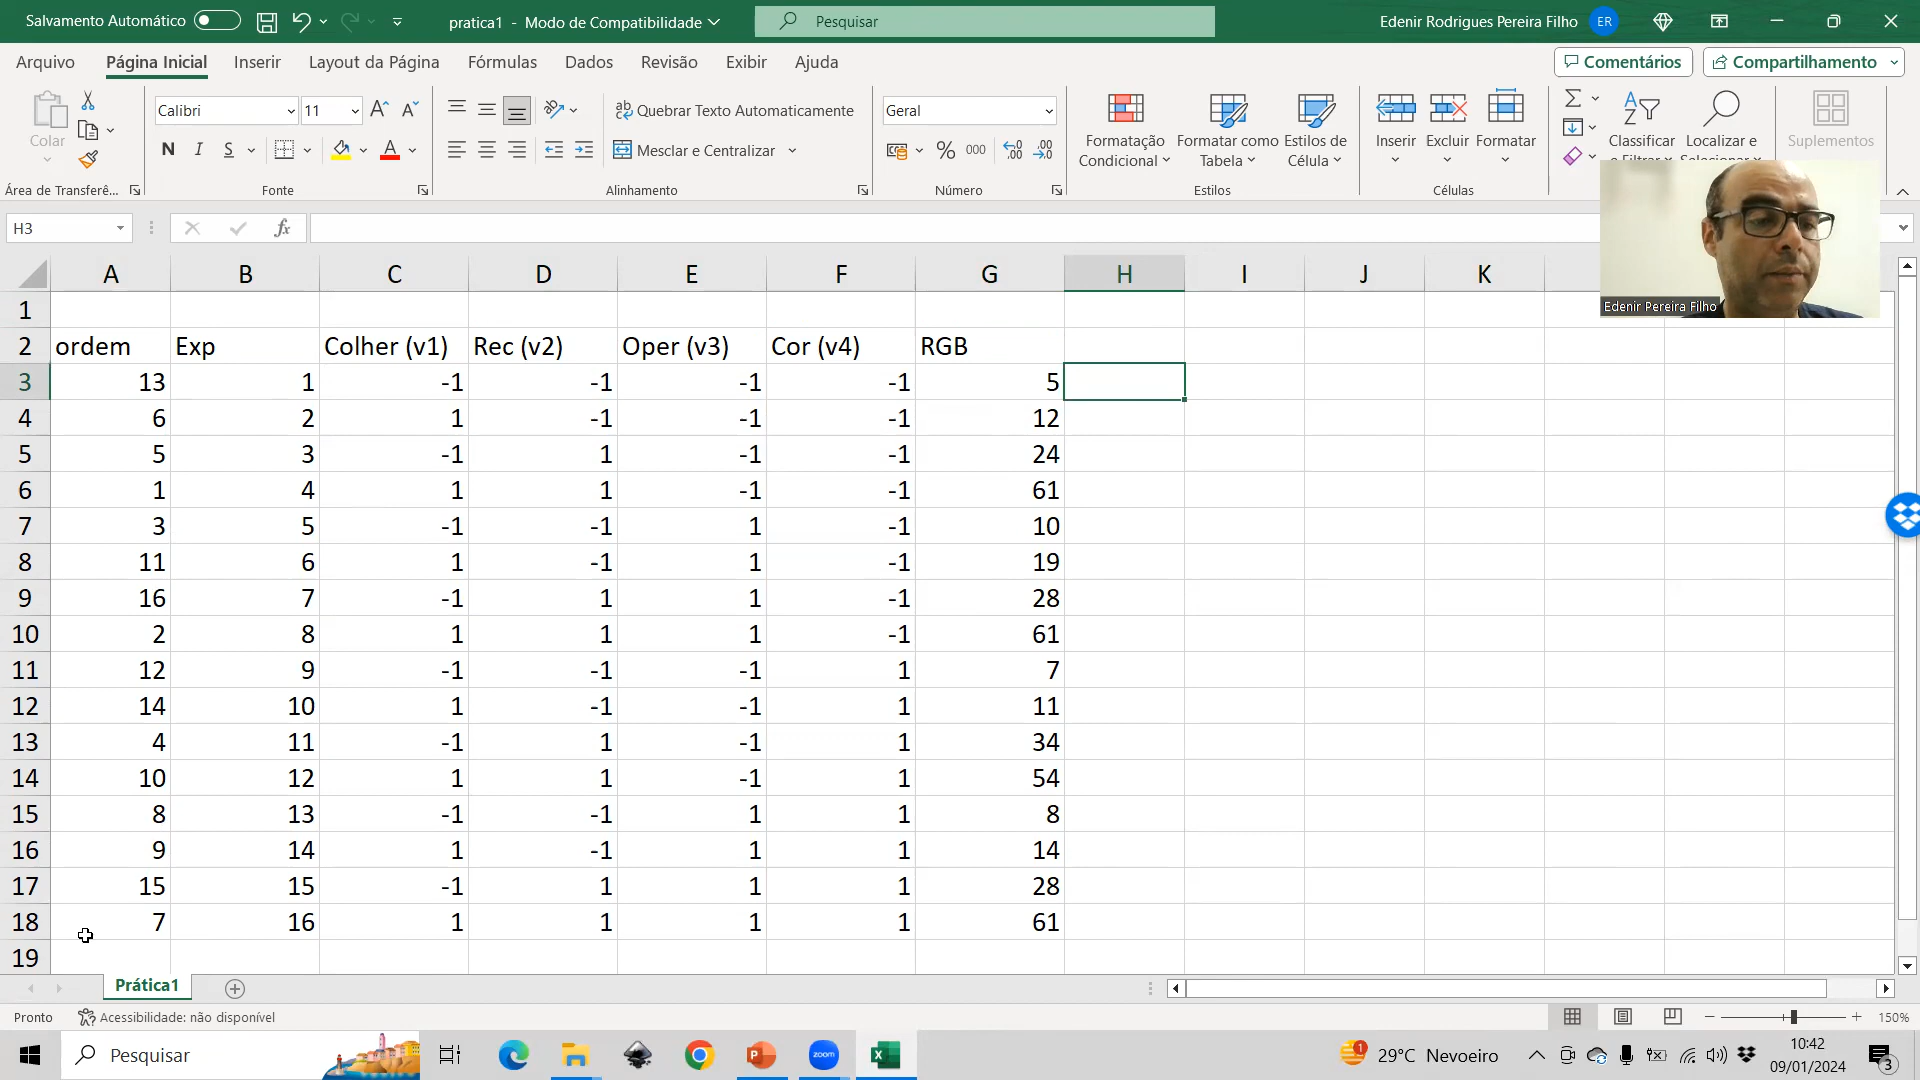 Salvamento Automático
pratica1 - Modo de Compatibilidade
Pesquisar
Edenir Rodrigues Pereira Filho
ER
Arquivo Página Inicial Inserir Layout da Página Fórmulas Dados Revisão Exibir Ajuda
Comentários Compartilhamento
Colar
Calibri 11
N I S
Quebrar Texto Automaticamente
Mesclar e Centralizar
Geral
% 000
Formatação Condicional
Formatar como Tabela
Estilos de Célula
Inserir Excluir Formatar
Classificar e Filtrar
Localizar e Selecionar
Suplementos
Área de Transferê... Fonte Alinhamento Número Estilos Células
H3 fx
Edenir Pereira Filho
A B C D E F G H I J K
1
2 ordem Exp Colher (v1) Rec (v2) Oper (v3) Cor (v4) RGB
3 13 1 -1 -1 -1 -1 5
4 6 2 1 -1 -1 -1 12
5 5 3 -1 1 -1 -1 24
6 1 4 1 1 -1 -1 61
7 3 5 -1 -1 1 -1 10
8 11 6 1 -1 1 -1 19
9 16 7 -1 1 1 -1 28
10 2 8 1 1 1 -1 61
11 12 9 -1 -1 -1 1 7
12 14 10 1 -1 -1 1 11
13 4 11 -1 1 -1 1 34
14 10 12 1 1 -1 1 54
15 8 13 -1 -1 1 1 8
16 9 14 1 -1 1 1 14
17 15 15 -1 1 1 1 28
18 7 16 1 1 1 1 61
19
Prática1
Pronto Acessibilidade: não disponível 150%
Pesquisar
zoom
29°C Nevoeiro
10:42
09/01/2024
3